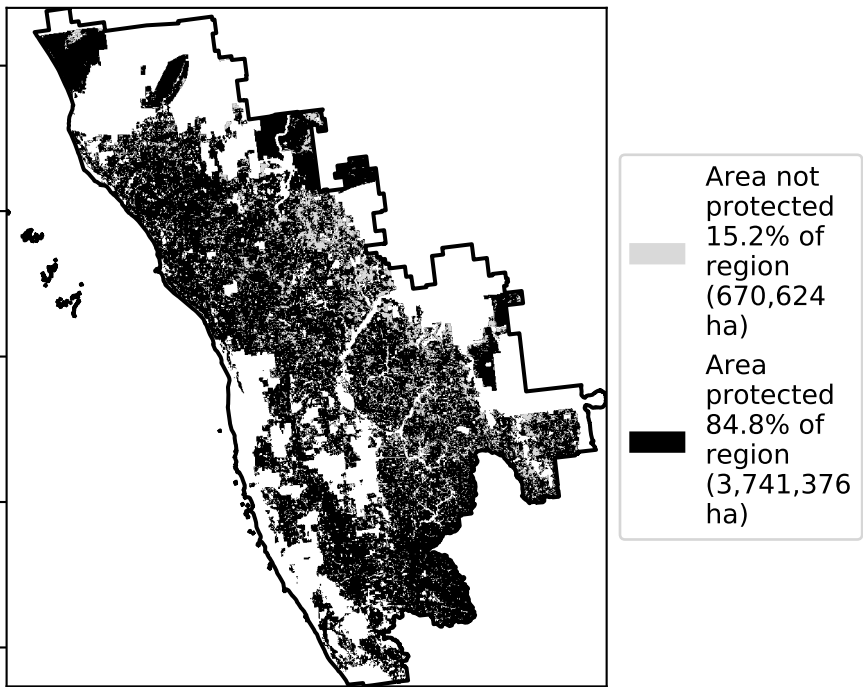 Area not
protected
15.2% of
region
(670,624
ha)
Area
protected
84.8% of
region
(3,741,376
ha)